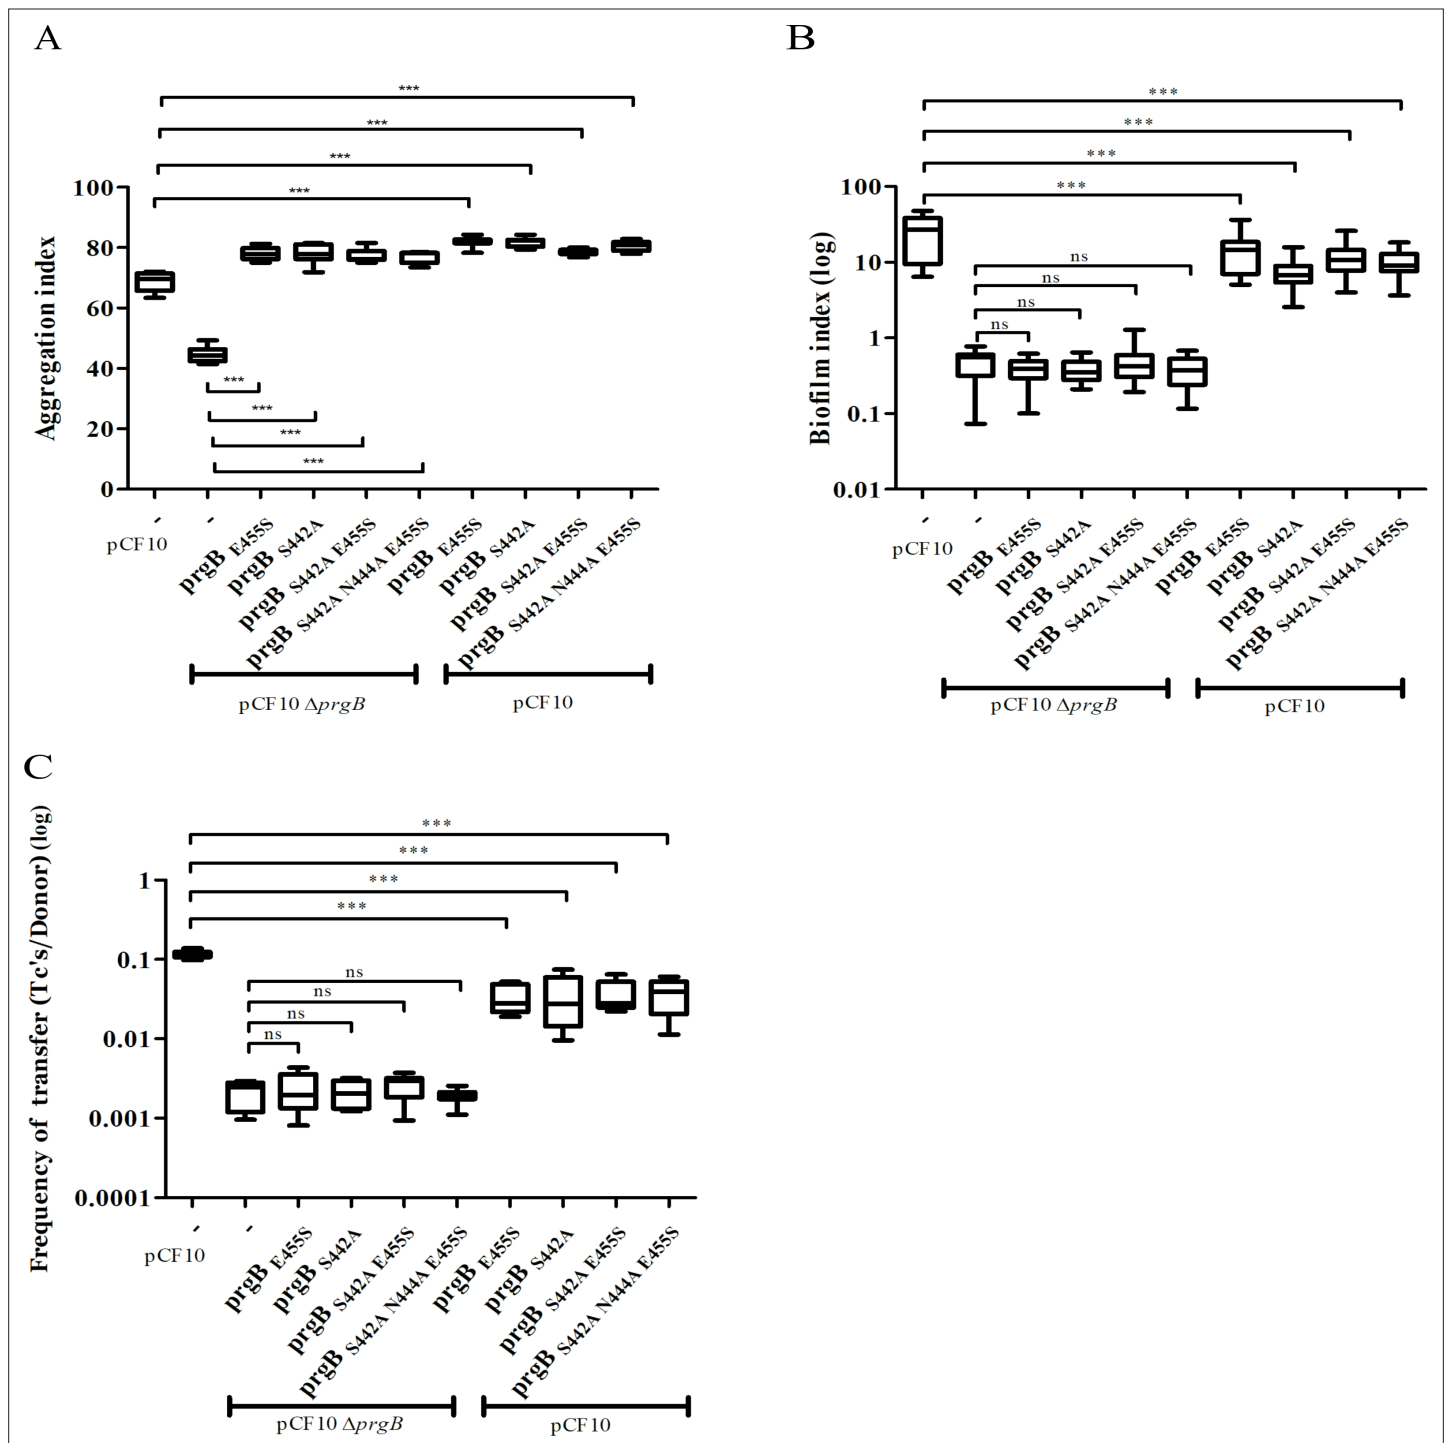 A
Aggregation index
100
80
60
40
20
0
***
***
***
***
***
***
***
***
-
pCF10
-
prgB E455S
prgB S442A
prgB S442A E455S
prgB S442A N444A E455S
prgB E455S
prgB S442A
prgB S442A E455S
prgB S442A N444A E455S
pCF10 ΔprgB
pCF10
B
Biofilm index (log)
100
10
1
0.1
0.01
***
***
***
***
ns
ns
ns
ns
-
pCF10
-
prgB E455S
prgB S442A
prgB S442A E455S
prgB S442A N444A E455S
prgB E455S
prgB S442A
prgB S442A E455S
prgB S442A N444A E455S
pCF10 ΔprgB
pCF10
C
Frequency of transfer (Tc's/Donor) (log)
1
0.1
0.01
0.001
0.0001
***
***
***
***
ns
ns
ns
ns
-
pCF10
-
prgB E455S
prgB S442A
prgB S442A E455S
prgB S442A N444A E455S
prgB E455S
prgB S442A
prgB S442A E455S
prgB S442A N444A E455S
pCF10 ΔprgB
pCF10